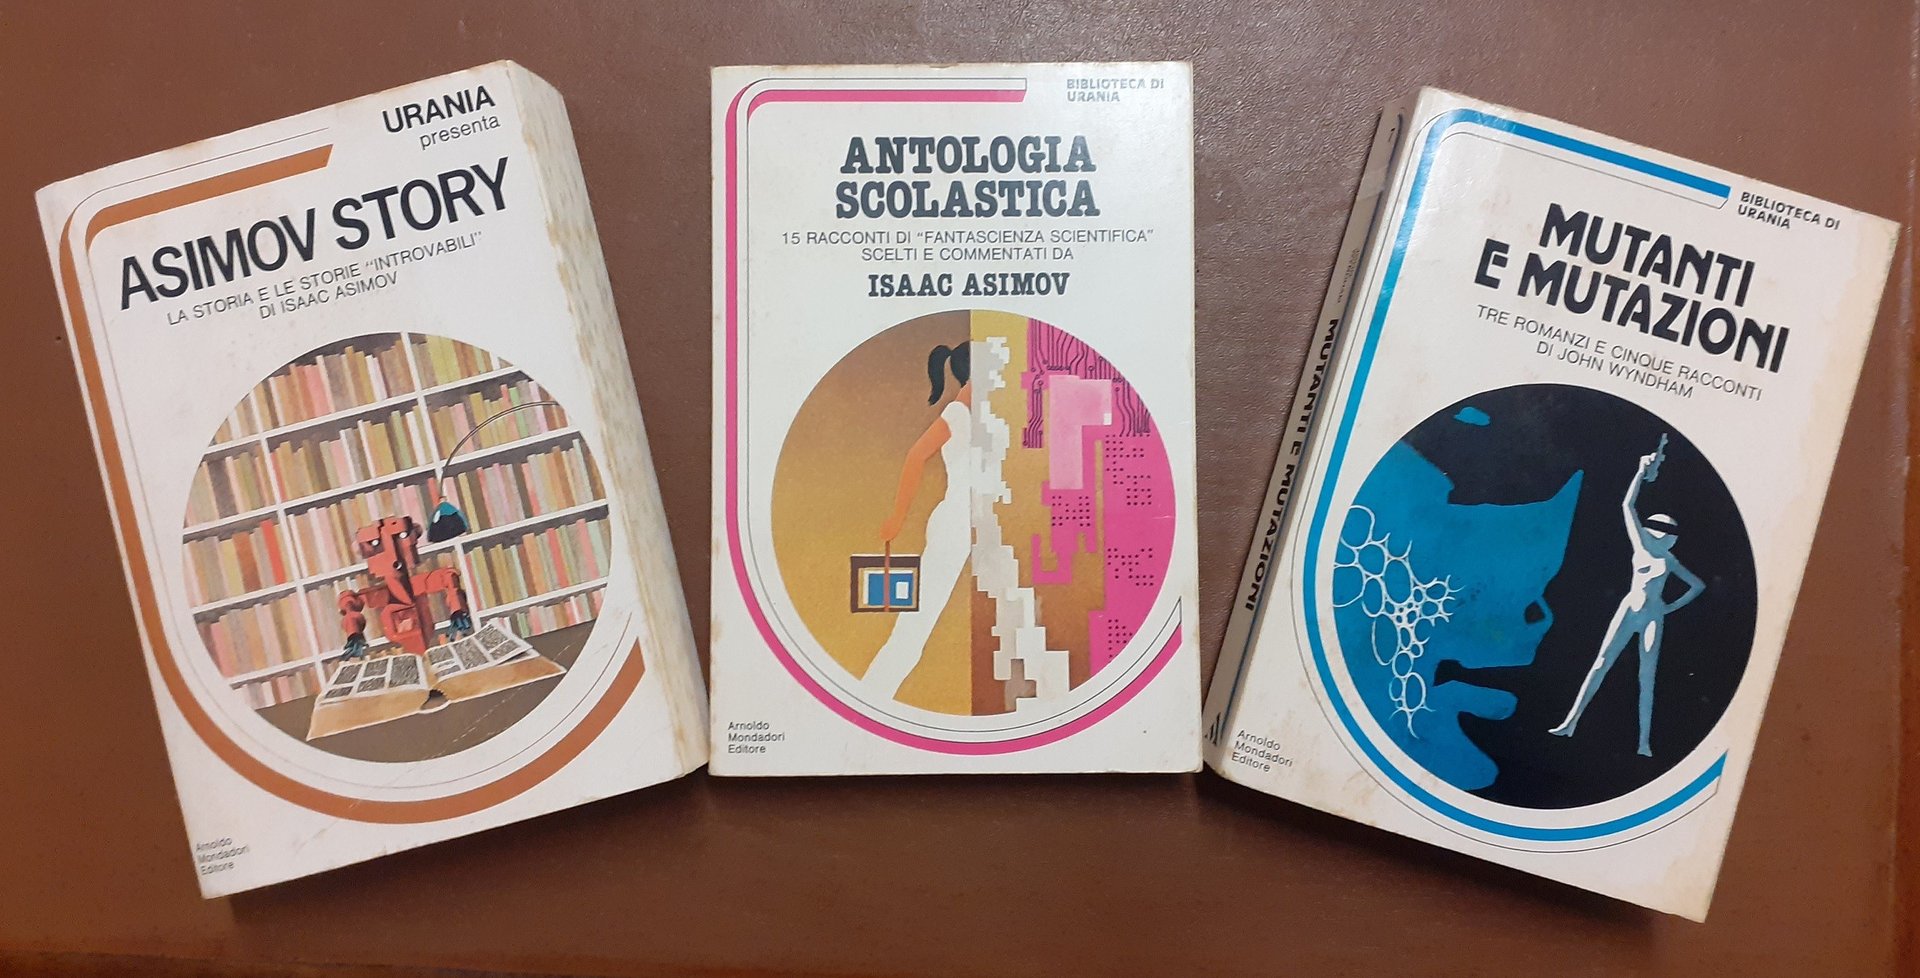 URANIA
presenta
ASIMOV STORY
LA STORIA E LE STORIE “INTROVABILI”
DI ISAAC ASIMOV
Arnoldo
Mondadori
Editore
BIBLIOTECA DI
URANIA
ANTOLOGIA
SCOLASTICA
15 RACCONTI DI “FANTASCIENZA SCIENTIFICA”
SCELTI E COMMENTATI DA
ISAAC ASIMOV
Arnoldo
Mondadori
Editore
MUTANTI E MUTAZIONI
BIBLIOTECA DI
URANIA
MUTANTI
E MUTAZIONI
TRE ROMANZI E CINQUE RACCONTI
DI JOHN WYNDHAM
Arnoldo
Mondadori
Editore